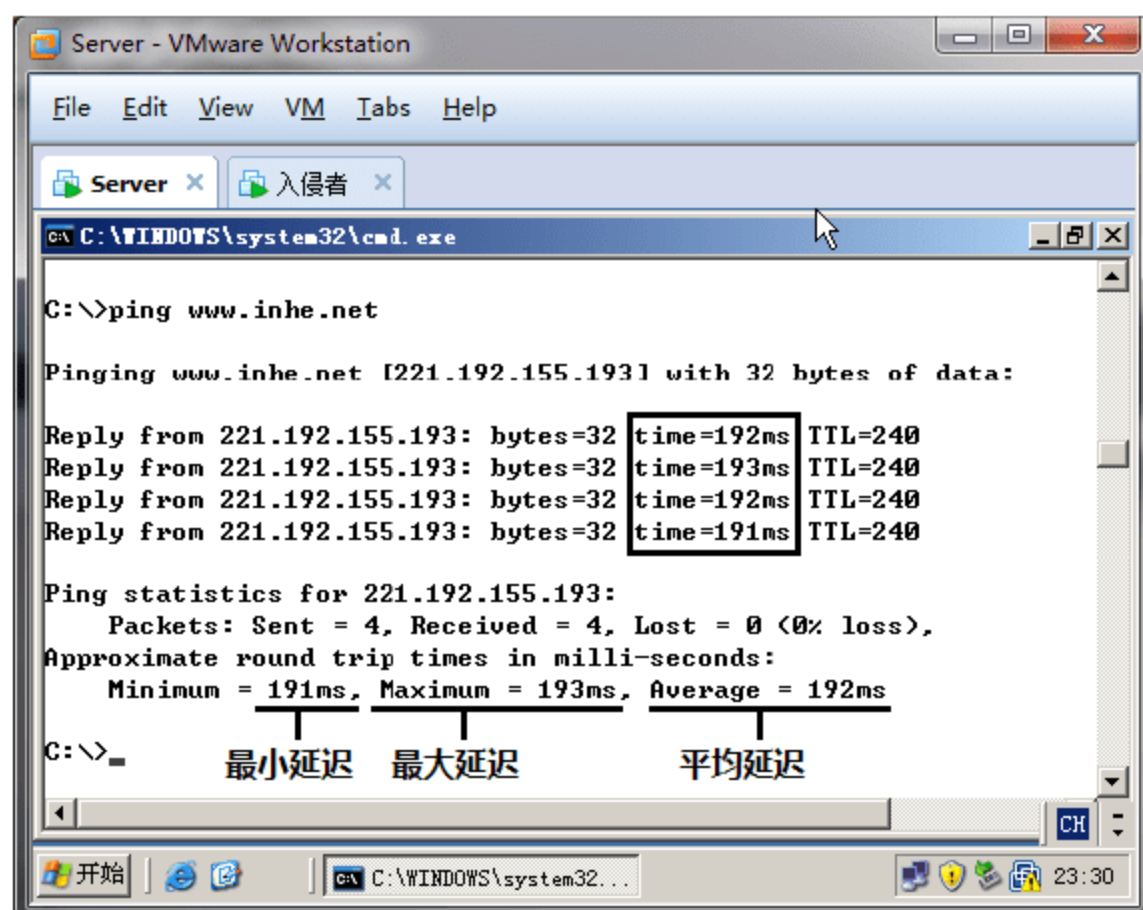 Server - VMware Workstation
File Edit View VM Tabs Help
Server 入侵者
C:\WINDOWS\system32\cmd.exe
C:\>ping www.inhe.net
Pinging www.inhe.net [221.192.155.193] with 32 bytes of data:
Reply from 221.192.155.193: bytes=32 time=192ms TTL=240
Reply from 221.192.155.193: bytes=32 time=193ms TTL=240
Reply from 221.192.155.193: bytes=32 time=192ms TTL=240
Reply from 221.192.155.193: bytes=32 time=191ms TTL=240
Ping statistics for 221.192.155.193:
Packets: Sent = 4, Received = 4, Lost = 0 (0% loss),
Approximate round trip times in milli-seconds:
Minimum = 191ms, Maximum = 193ms, Average = 192ms
C:\>_
最小延迟 最大延迟 平均延迟
CH
开始 C:\WINDOWS\system32... 23:30